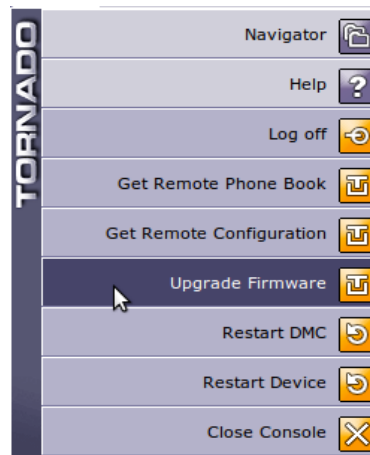 TORNADO
Navigator
Help
Log off
Get Remote Phone Book
Get Remote Configuration
Upgrade Firmware
Restart DMC
Restart Device
Close Console